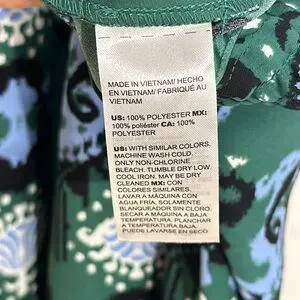 MADE IN VIETNAM/ HECHO
EN VIETNAM/ FABRIQUÉ AU
VIETNAM
US: 100% POLYESTER MX:
100% poliéster CA: 100%
POLYESTER
US: WITH SIMILAR COLORS.
MACHINE WASH COLD.
ONLY NON-CHLORINE
BLEACH. TUMBLE DRY LOW.
COOL IRON. MAY BE DRY
CLEANED MX: CON
COLORES SIMILARES.
LAVAR A MÁQUINA CON
AGUA FRÍA. SOLAMENTE
BLANQUEADOR SIN CLORO.
SECAR A MÁQUINA A BAJA
TEMPERATURA. PLANCHAR
A TEMPERATURA BAJA.
PUEDE LAVARSE EN SECO